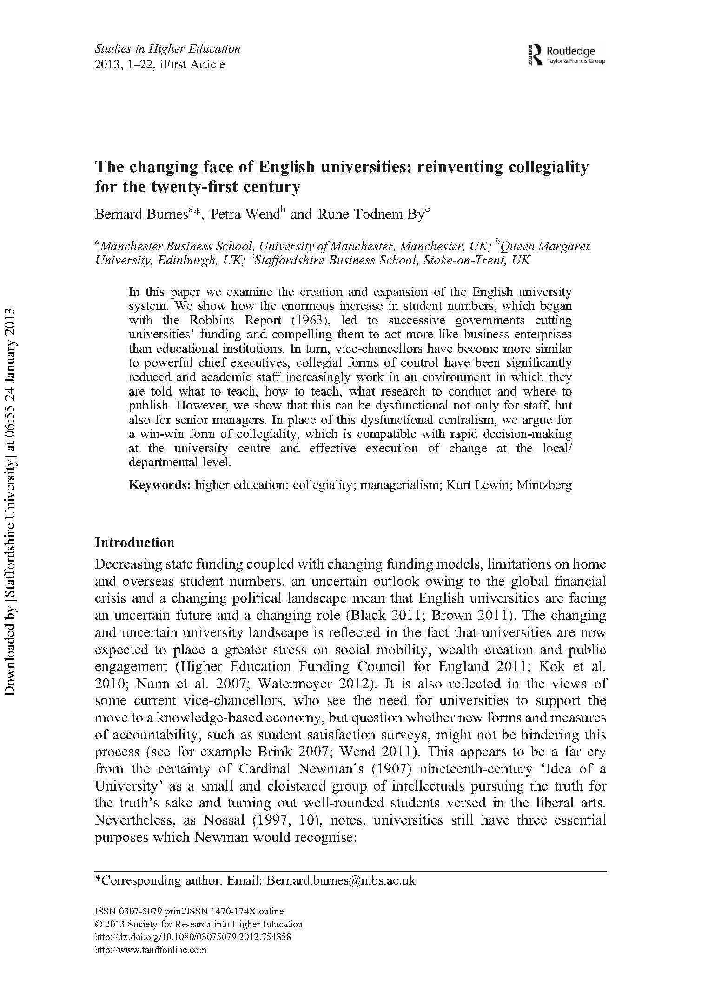 Studies in Higher Education
2013, 1–22, iFirst Article
ROUTLEDGE
Routledge
Taylor & Francis Group
The changing face of English universities: reinventing collegiality
for the twenty-first century
Bernard Burnesa*, Petra Wendb and Rune Todnem Byc
aManchester Business School, University of Manchester, Manchester, UK; bQueen Margaret
University, Edinburgh, UK; cStaffordshire Business School, Stoke-on-Trent, UK
In this paper we examine the creation and expansion of the English university
system. We show how the enormous increase in student numbers, which began
with the Robbins Report (1963), led to successive governments cutting
universities’ funding and compelling them to act more like business enterprises
than educational institutions. In turn, vice-chancellors have become more similar
to powerful chief executives, collegial forms of control have been significantly
reduced and academic staff increasingly work in an environment in which they
are told what to teach, how to teach, what research to conduct and where to
publish. However, we show that this can be dysfunctional not only for staff, but
also for senior managers. In place of this dysfunctional centralism, we argue for
a win-win form of collegiality, which is compatible with rapid decision-making
at the university centre and effective execution of change at the local/
departmental level.
Keywords: higher education; collegiality; managerialism; Kurt Lewin; Mintzberg
Introduction
Decreasing state funding coupled with changing funding models, limitations on home
and overseas student numbers, an uncertain outlook owing to the global financial
crisis and a changing political landscape mean that English universities are facing
an uncertain future and a changing role (Black 2011; Brown 2011). The changing
and uncertain university landscape is reflected in the fact that universities are now
expected to place a greater stress on social mobility, wealth creation and public
engagement (Higher Education Funding Council for England 2011; Kok et al.
2010; Nunn et al. 2007; Watermeyer 2012). It is also reflected in the views of
some current vice-chancellors, who see the need for universities to support the
move to a knowledge-based economy, but question whether new forms and measures
of accountability, such as student satisfaction surveys, might not be hindering this
process (see for example Brink 2007; Wend 2011). This appears to be a far cry
from the certainty of Cardinal Newman’s (1907) nineteenth-century ‘Idea of a
University’ as a small and cloistered group of intellectuals pursuing the truth for
the truth’s sake and turning out well-rounded students versed in the liberal arts.
Nevertheless, as Nossal (1997, 10), notes, universities still have three essential
purposes which Newman would recognise:
*Corresponding author. Email: Bernard.burnes@mbs.ac.uk
ISSN 0307-5079 print/ISSN 1470-174X online
© 2013 Society for Research into Higher Education
http://dx.doi.org/10.1080/03075079.2012.754858
http://www.tandfonline.com
Downloaded by [Staffordshire University] at 06:55 24 January 2013